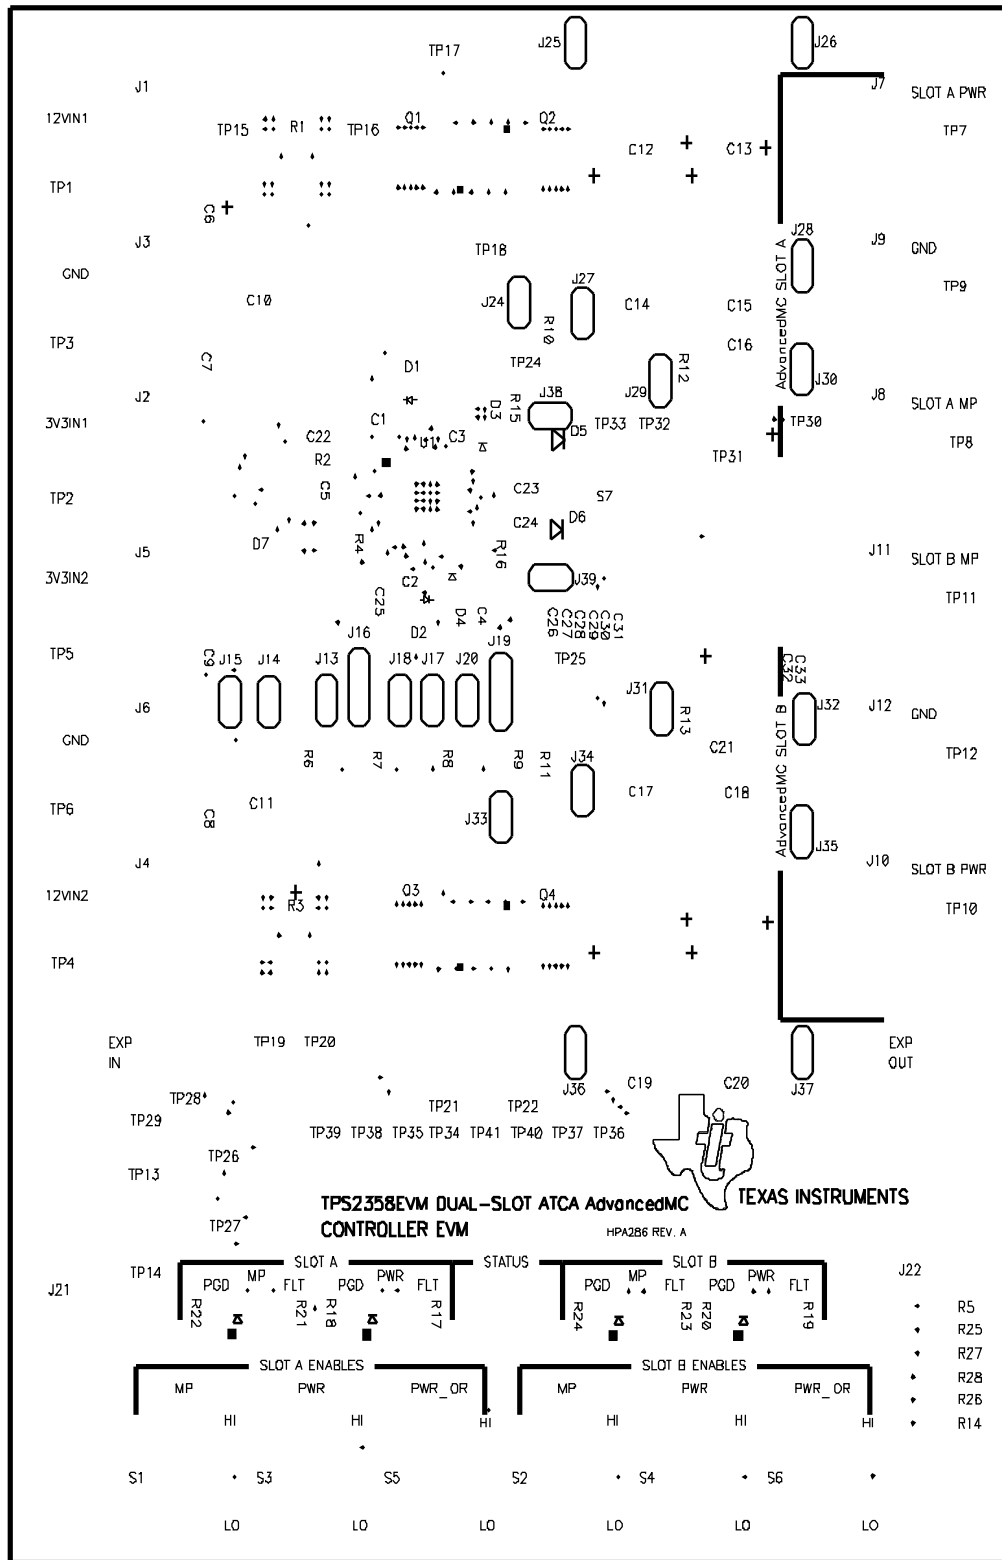 J25 J26
TP17
J1 J7
SLOT A PWR
12VIN1 TP15 R1 TP16 Q1 Q2 TP7
C12 C13
TP1
C6
J3 J28 J9
GND TP18 GND
J24 J27 AdvancedMC SLOT A TP9
C10 C14 C15
R10
TP3 C16
C7 D1 TP24 R12
J2 J29 J30 J8
D3 R15 J38 SLOT A MP
3V3IN1 C1 TP33 TP32 TP30
C22 U1 C3 D5 TP8
R2 TP31
TP2 C5 C23 S7
C24 D6
D7 R4
J5 R16 J11
SLOT B MP
3V3IN2 C2 J39
C25 TP11
D4 C4 C26 C27 C28 C29 C30 C31
J16 D2 J19
TP5 C9 J15 J14 J13 J18 J17 J20 TP25 C32 C33
J31
J6 R13 J32 J12
GND GND
C21
R6 R7 R8 R9 R11 J34 AdvancedMC SLOT B TP12
C17 C18
TP6 C11
C8 J33
J35
J4 J10
SLOT B PWR
12VIN2 R3 Q3 Q4
TP10
TP4
EXP
IN
TP19 TP20
EXP
OUT
J36 C19 C20 J37
TP28
TP29 TP21 TP22
TP39 TP38 TP35 TP34 TP41 TP40 TP37 TP36
TP26
TP13
TPS2358EVM DUAL-SLOT ATCA AdvancedMC
CONTROLLER EVM
TEXAS INSTRUMENTS
TP27 HPA286 REV. A
SLOT A STATUS SLOT B
TP14 J22
J21 PGD MP FLT PGD PWR FLT PGD MP FLT PGD PWR FLT
R22 R21 R18 R17 R24 R23 R20 R19
R5
R25
R27
R28
R26
R14
SLOT A ENABLES SLOT B ENABLES
MP PWR PWR_OR MP PWR PWR_OR
HI HI HI HI HI HI
S1 S3 S5 S2 S4 S6
LO LO LO LO LO LO